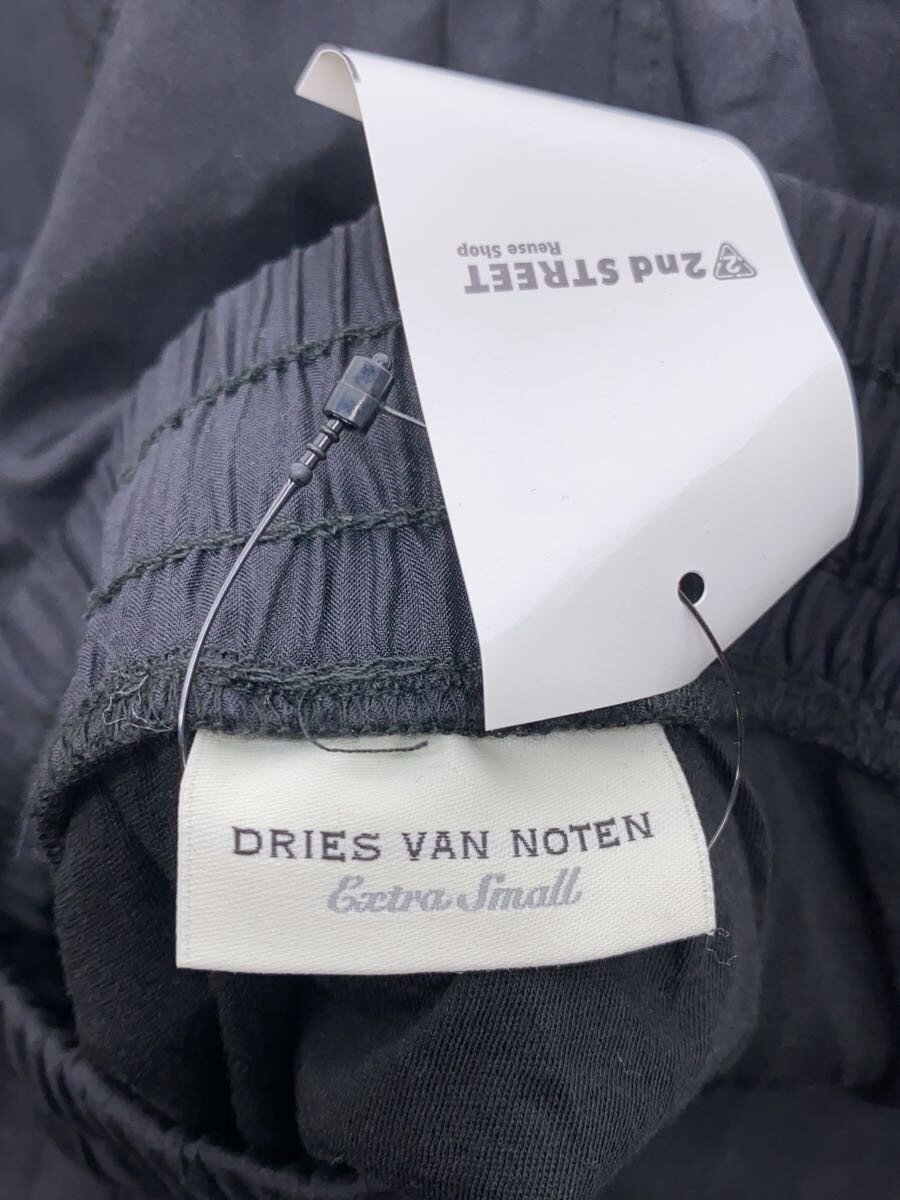 2nd STREET
Reuse Shop
DRIES VAN NOTEN
Extra Small